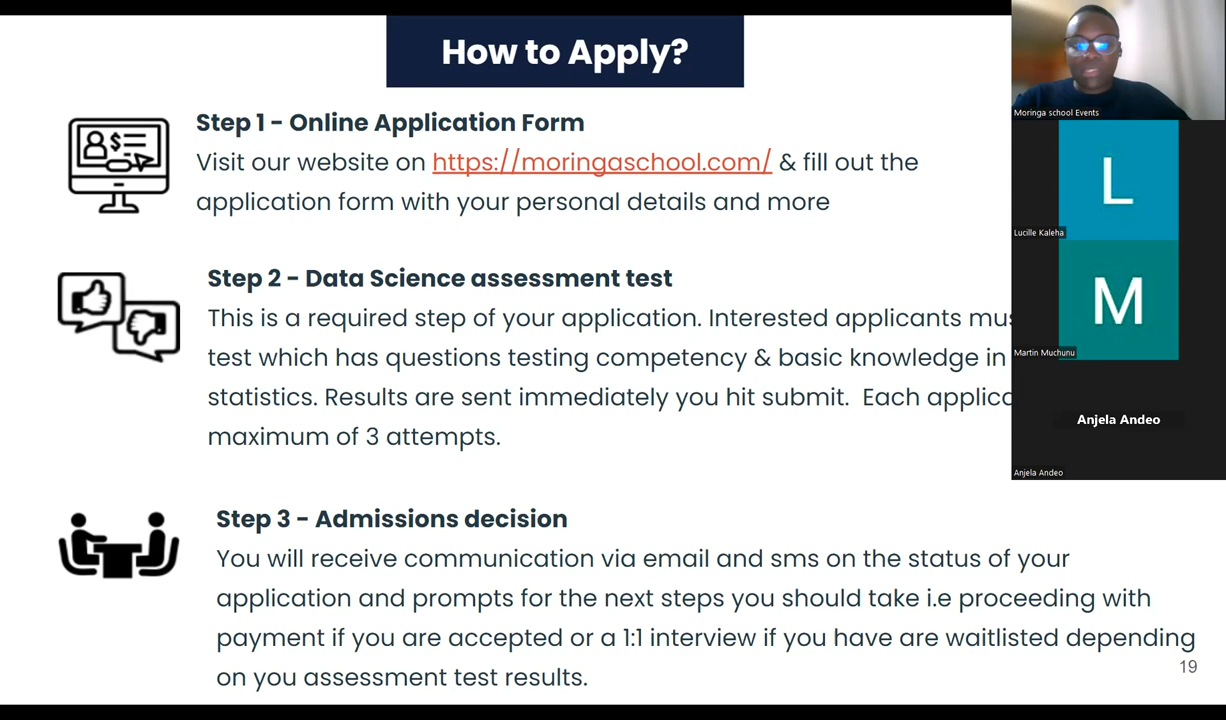 How to Apply?
Step 1 - Online Application Form
Visit our website on https://moringaschool.com/ & fill out the
application form with your personal details and more
Step 2 - Data Science assessment test
This is a required step of your application. Interested applicants
test which has questions testing competency & basic knowledge in
statistics. Results are sent immediately you hit submit. Each
maximum of 3 attempts.
Step 3 - Admissions decision
You will receive communication via email and sms on the status of your
application and prompts for the next steps you should take i.e proceeding with
payment if you are accepted or a 1:1 interview if you have are waitlisted depending
on you assessment test results.
19
Moringa school Events
L
Lucille Kaleha
M
Martin Muchunu
Anjela Andeo
Anjela Andeo